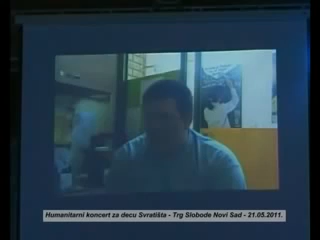 Humanitarni koncert za decu Svratišta - Trg Slobode Novi Sad - 21.05.2011.